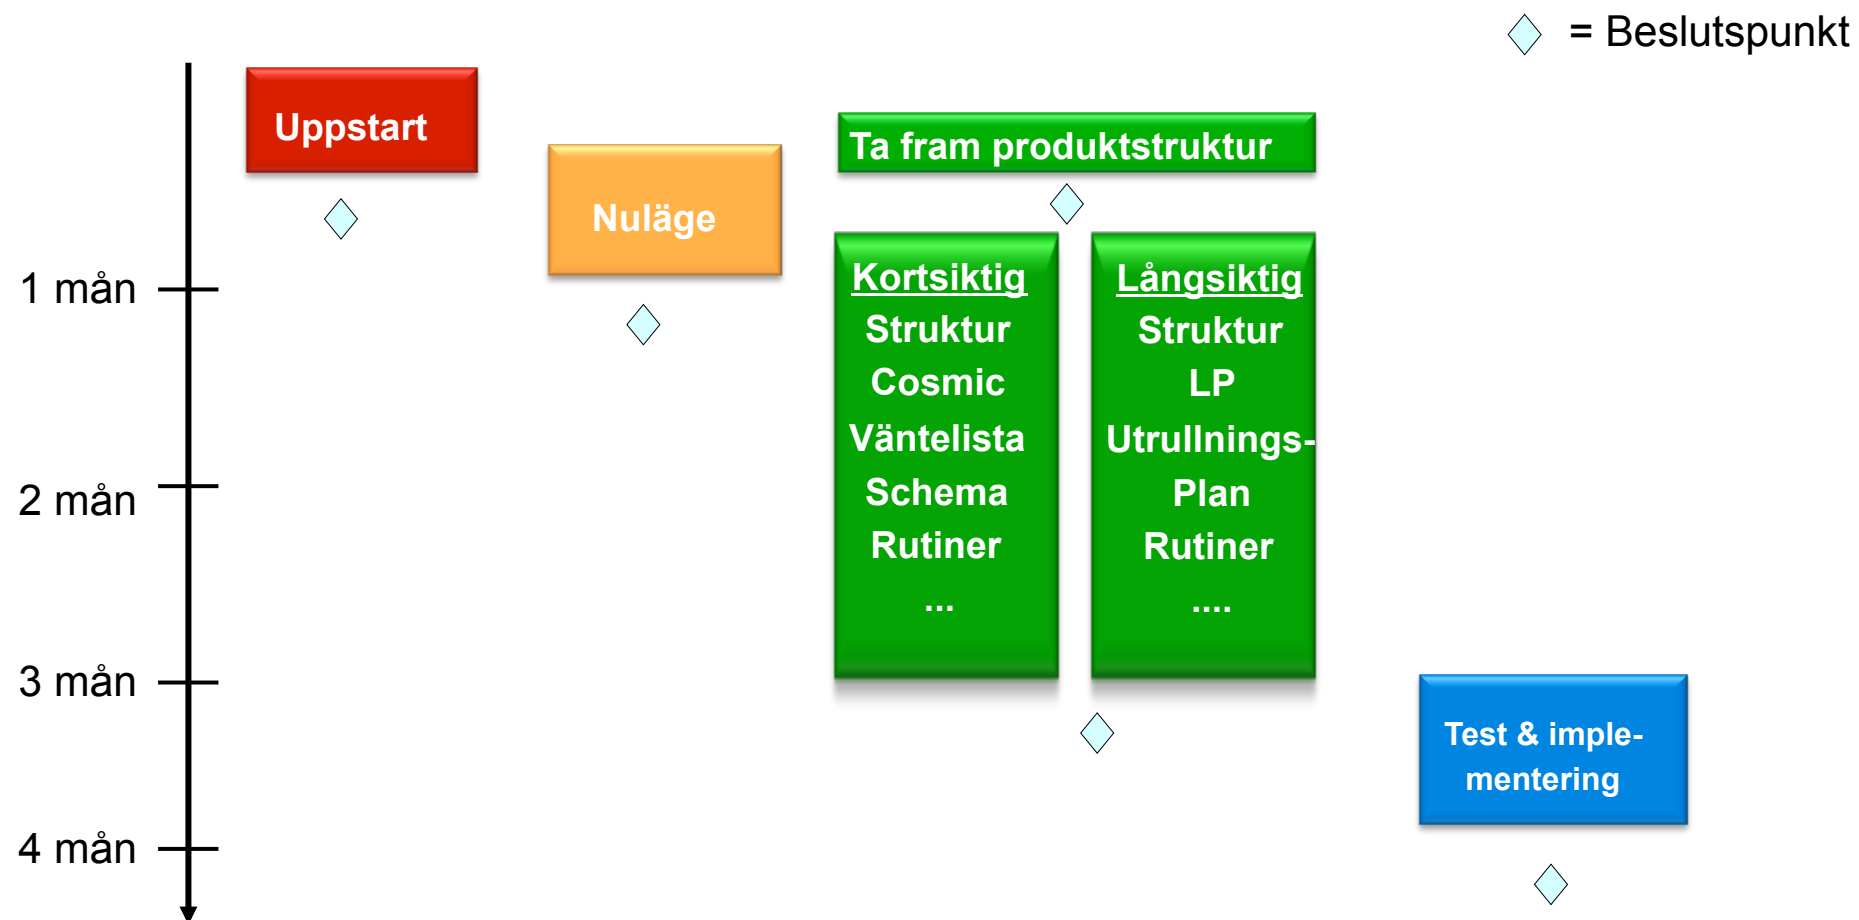 = Beslutspunkt
Uppstart
Nuläge
Ta fram produktstruktur
Kortsiktig
Struktur
Cosmic
Väntelista
Schema
Rutiner
...
Långsiktig
Struktur
LP
Utrullnings-
Plan
Rutiner
....
Test & imple-
mentering
1 mån
2 mån
3 mån
4 mån